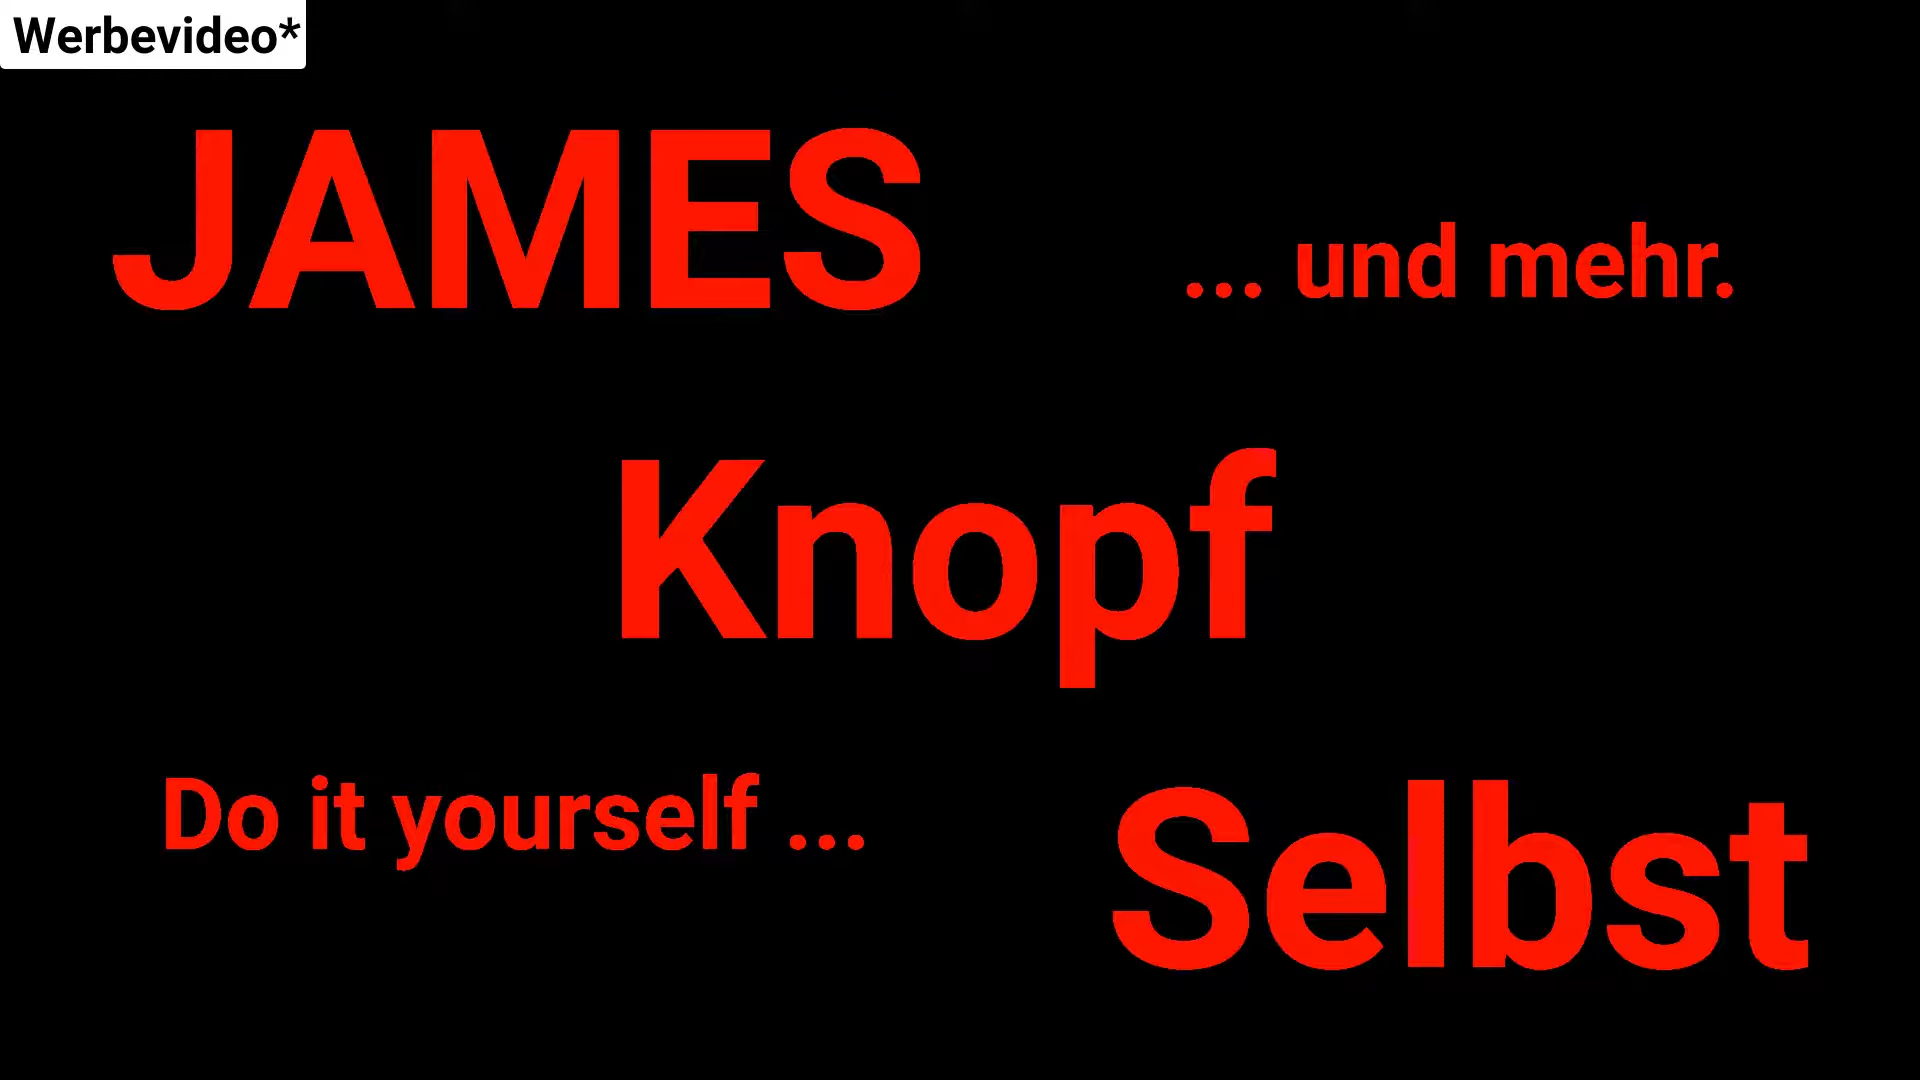 Werbevideo*
JAMES
... und mehr.
Knopf
Do it yourself ...
Selbst